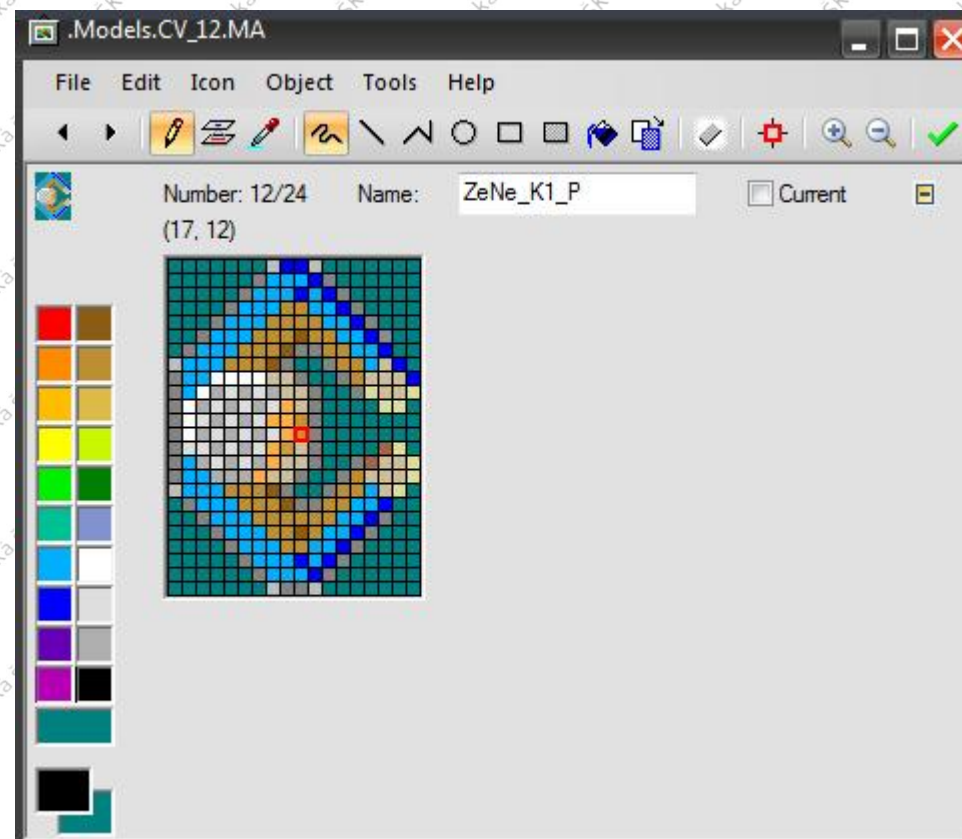 .Models.CV_12.MA
File Edit Icon Object Tools Help
Number: 12/24 Name: ZeNe_K1_P Current
(17, 12)